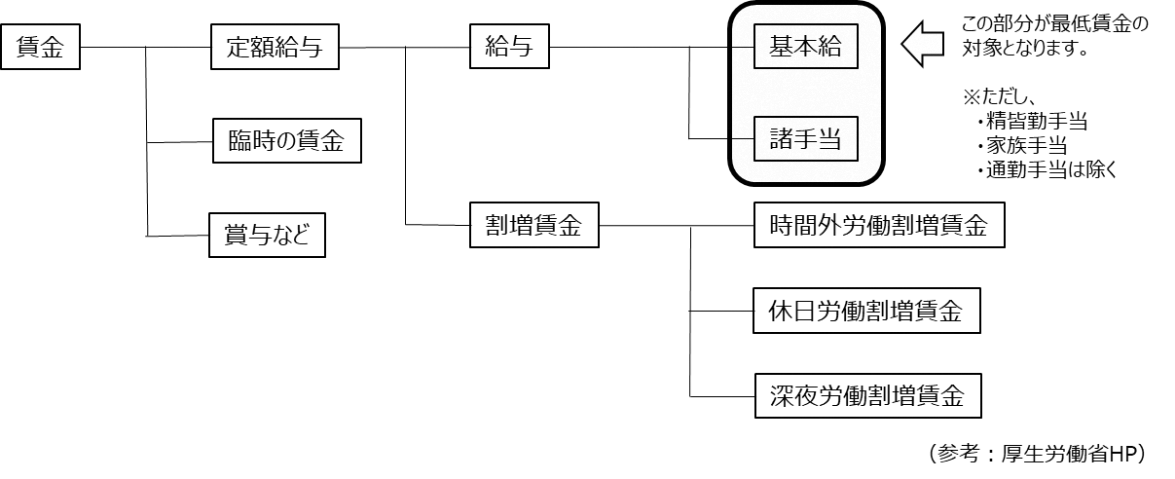 賃金
定額給与
給与
基本給
この部分が最低賃金の
対象となります。
諸手当
※ただし、
・精皆勤手当
・家族手当
・通勤手当は除く
臨時の賃金
賞与など
割増賃金
時間外労働割増賃金
休日労働割増賃金
深夜労働割増賃金
(参考：厚生労働省HP)